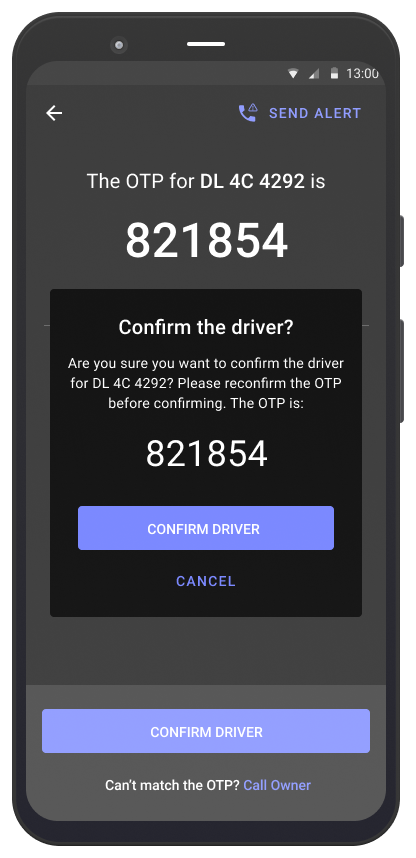 13:00
SEND ALERT
The OTP for DL 4C 4292 is
821854
Confirm the driver?
Are you sure you want to confirm the driver
for DL 4C 4292? Please reconfirm the OTP
before confirming. The OTP is:
821854
CONFIRM DRIVER
CANCEL
CONFIRM DRIVER
Can't match the OTP? Call Owner